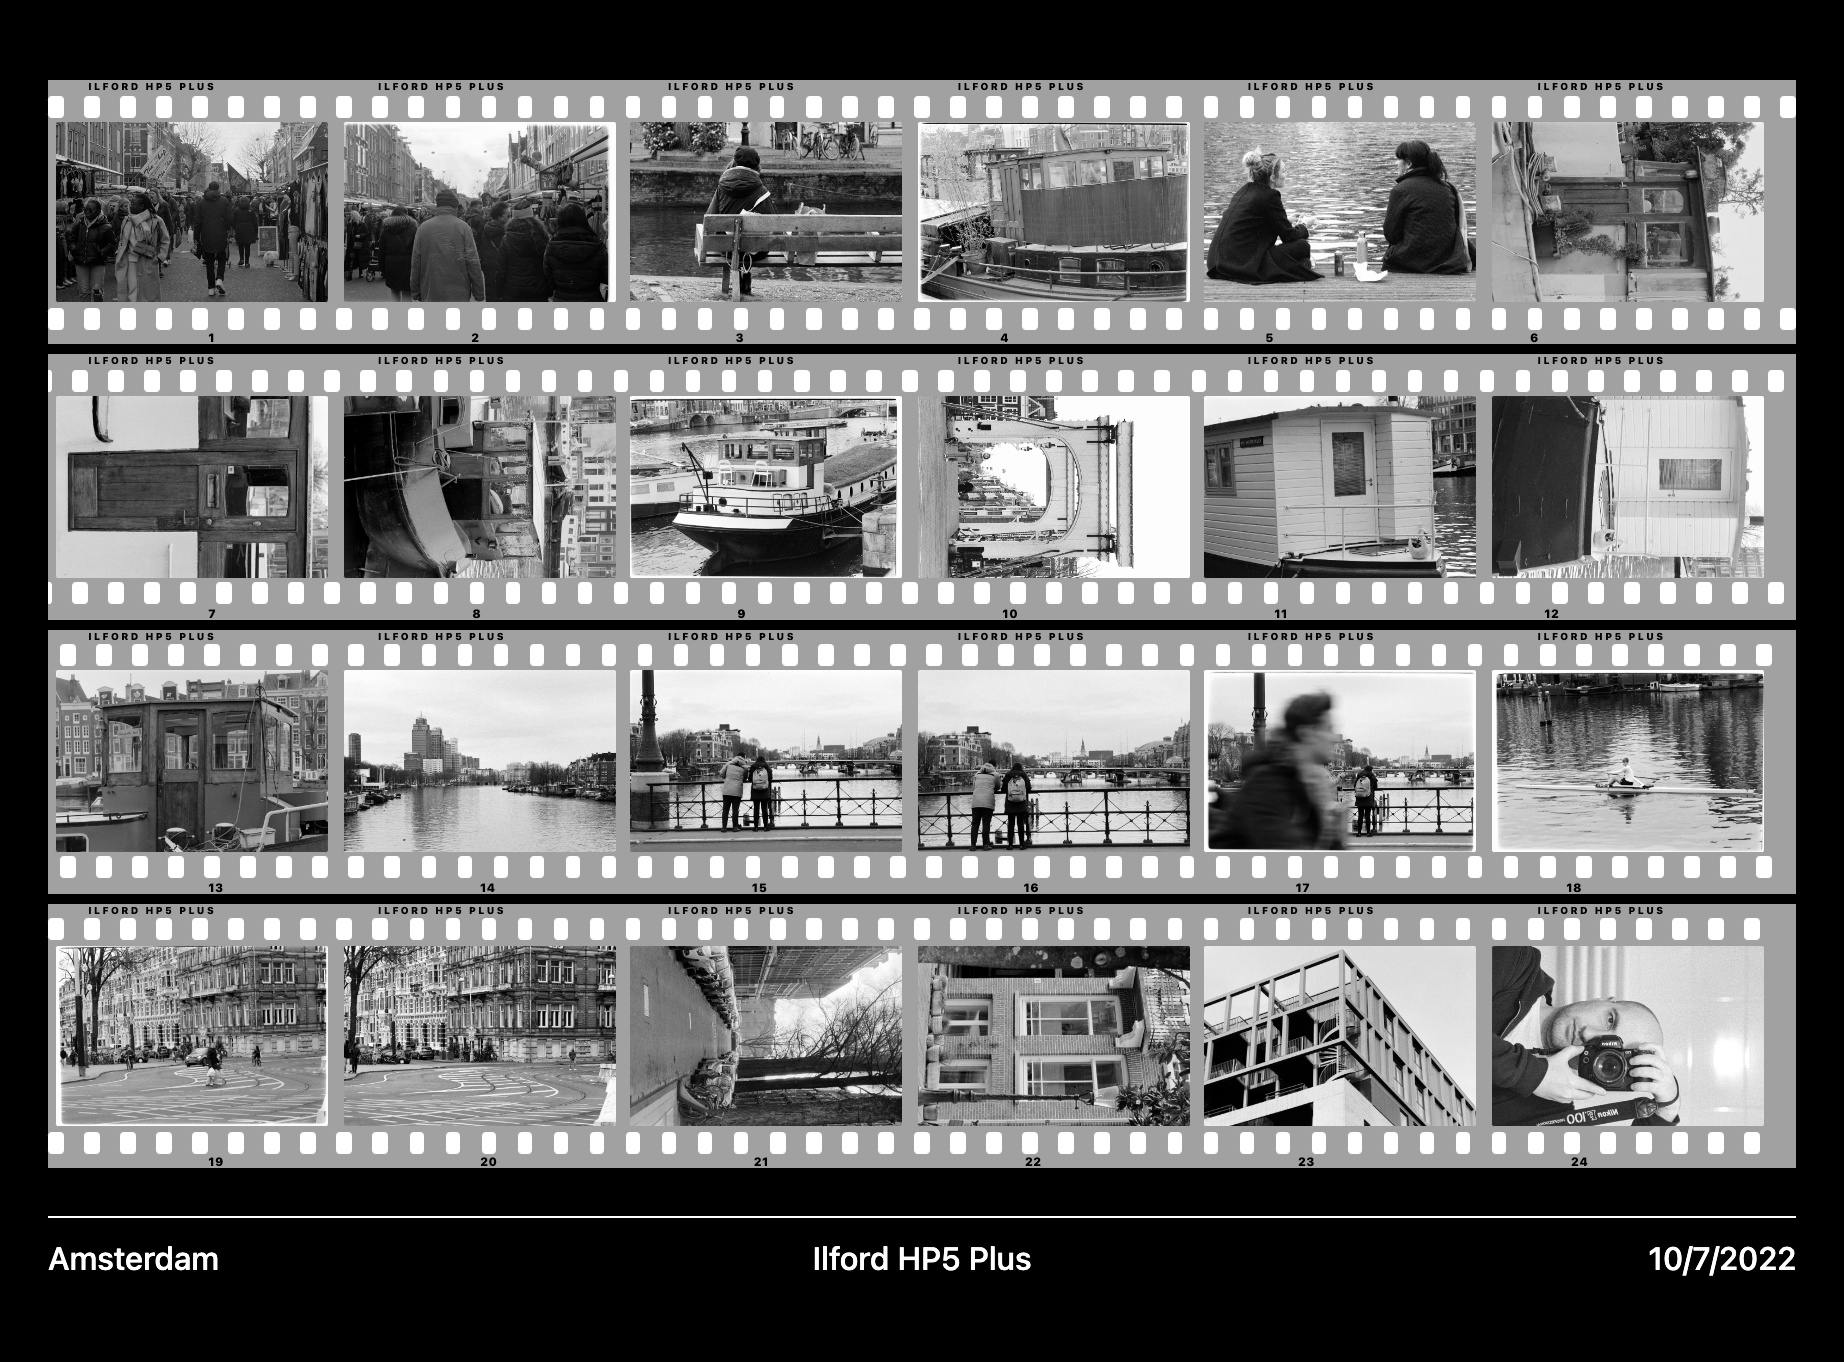 ILFORD HP5 PLUS ILFORD HP5 PLUS ILFORD HP5 PLUS ILFORD HP5 PLUS ILFORD HP5 PLUS ILFORD HP5 PLUS
1 2 3 4 5 6
ILFORD HP5 PLUS ILFORD HP5 PLUS ILFORD HP5 PLUS ILFORD HP5 PLUS ILFORD HP5 PLUS ILFORD HP5 PLUS
7 8 9 10 11 12
ILFORD HP5 PLUS ILFORD HP5 PLUS ILFORD HP5 PLUS ILFORD HP5 PLUS ILFORD HP5 PLUS ILFORD HP5 PLUS
13 14 15 16 17 18
ILFORD HP5 PLUS ILFORD HP5 PLUS ILFORD HP5 PLUS ILFORD HP5 PLUS ILFORD HP5 PLUS ILFORD HP5 PLUS
Nikon
Nikon
100
19 20 21 22 23 24
Amsterdam Ilford HP5 Plus 10/7/2022